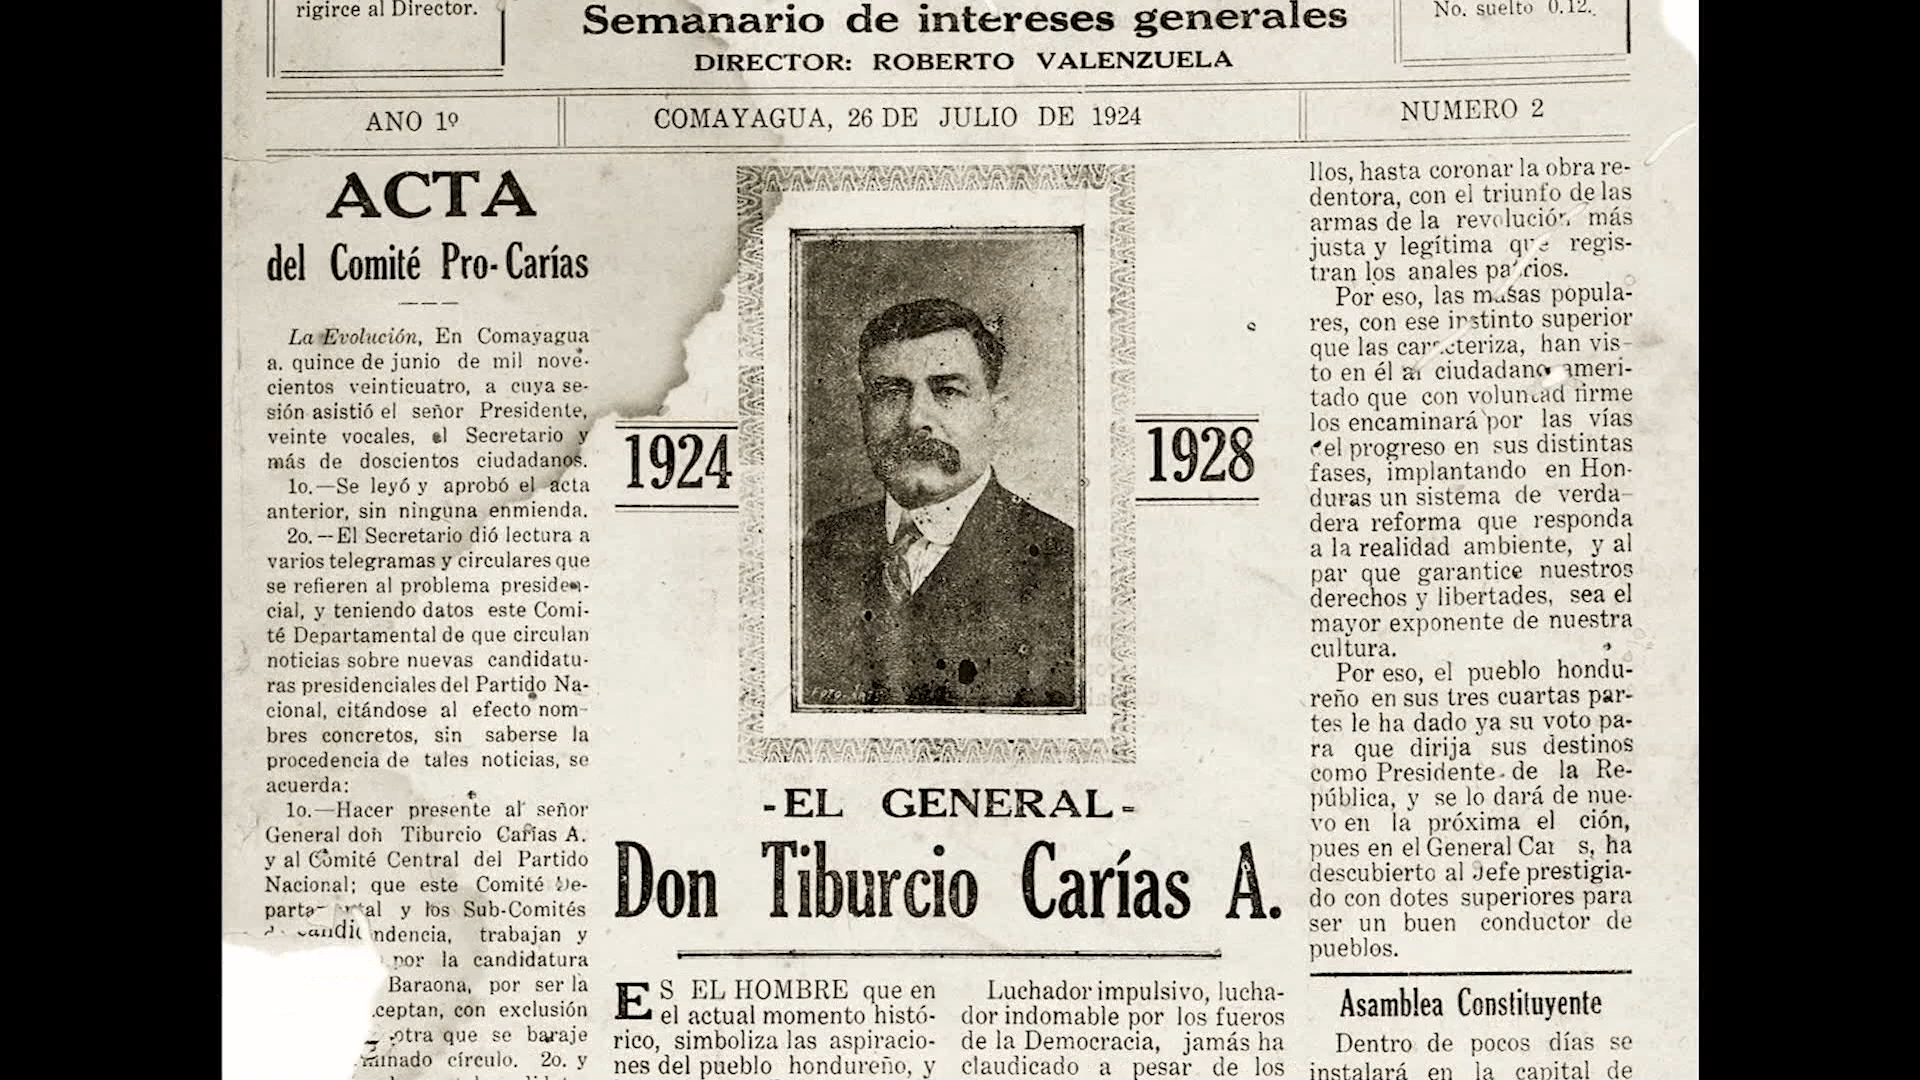 rigirce al Director.
Semanario de intereses generales
DIRECTOR: ROBERTO VALENZUELA
No. suelto 0.12.
ANO 1º
COMAYAGUA, 26 DE JULIO DE 1924
NUMERO 2
ACTA
del Comité Pro-Carías
La Evolución, En Comayagua
a. quince de junio de mil nove-
cientos veinticuatro, a cuya se-
sión asistió el señor Presidente,
veinte vocales, el Secretario y
más de doscientos ciudadanos.
1o.—Se leyó y aprobó el acta
anterior, sin ninguna enmienda.
2o.—El Secretario dió lectura a
varios telegramas y circulares que
se refieren al problema presiden-
cial, y teniendo datos este Comi-
té Departamental de que circulan
noticias sobre nuevas candidatu-
ras presidenciales del Partido Na-
cional, citándose al efecto nom-
bres concretos, sin saberse la
procedencia de tales noticias, se
acuerda:
1o.—Hacer presente al señor
General don Tiburcio Carías A.
y al Comité Central del Partido
Nacional; que este Comité De-
partamental y los Sub-Comités
ndencia, trabajan y
por la candidatura
Baraona, por ser la
ceptan, con exclusión
otra que se baraje
minado círculo. 2o. y
1924
1928
-EL GENERAL-
Don Tiburcio Carías A.
ES EL HOMBRE que en
el actual momento histó-
rico, simboliza las aspiracio-
nes del pueblo hondureño, y
Luchador impulsivo, lucha-
dor indomable por los fueros
de la Democracia, jamás ha
claudicado a pesar de los
llos, hasta coronar la obra re-
dentora, con el triunfo de las
armas de la revolución más
justa y legítima que regis-
tran los anales patrios.
Por eso, las masas popula-
res, con ese instinto superior
que las caracteriza, han vis-
to en él al ciudadano ameri-
tado que con voluntad firme
los encaminará por las vías
del progreso en sus distintas
fases, implantando en Hon-
duras un sistema de verda-
dera reforma que responda
a la realidad ambiente, y al
par que garantice nuestros
derechos y libertades, sea el
mayor exponente de nuestra
cultura.
Por eso, el pueblo hondu-
reño en sus tres cuartas par-
tes le ha dado ya su voto pa-
ra que dirija sus destinos
como Presidente de la Re-
pública, y se lo dará de nue-
vo en la próxima el ción,
pues en el General Car s, ha
descubierto al Jefe prestigia-
do con dotes superiores para
ser un buen conductor de
pueblos.
Asamblea Constituyente
Dentro de pocos días se
instalará en la capital de